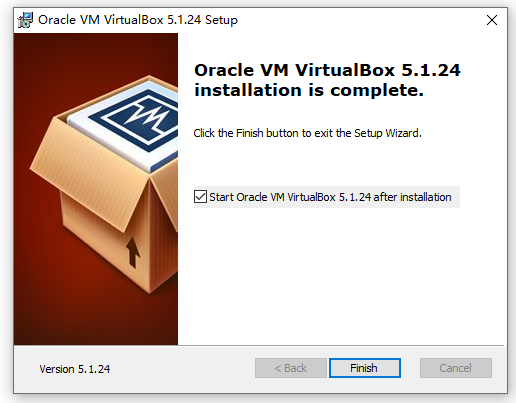 Oracle VM VirtualBox 5.1.24 Setup
Oracle VM VirtualBox 5.1.24
installation is complete.
Click the Finish button to exit the Setup Wizard.
Start Oracle VM VirtualBox 5.1.24 after installation
Version 5.1.24
< Back
Finish
Cancel